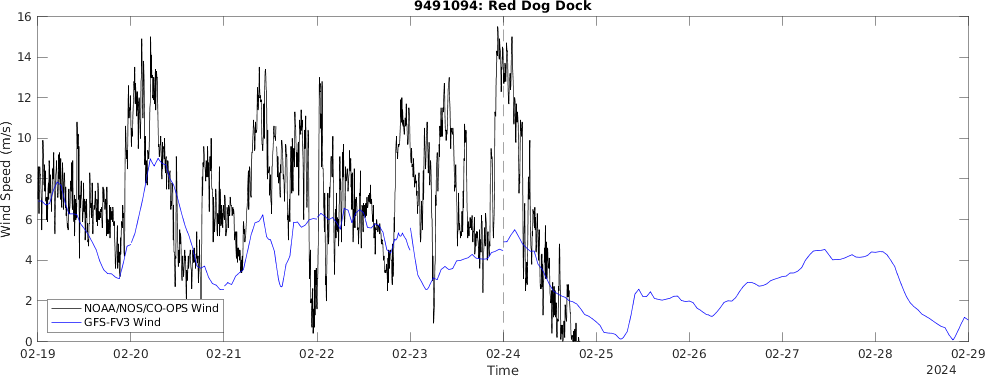 9491094: Red Dog Dock
Wind Speed (m/s)
16
14
12
10
8
6
4
2
0
NOAA/NOS/CO-OPS Wind
GFS-FV3 Wind
02-19 02-20 02-21 02-22 02-23 02-24 02-25 02-26 02-27 02-28 02-29
Time
2024